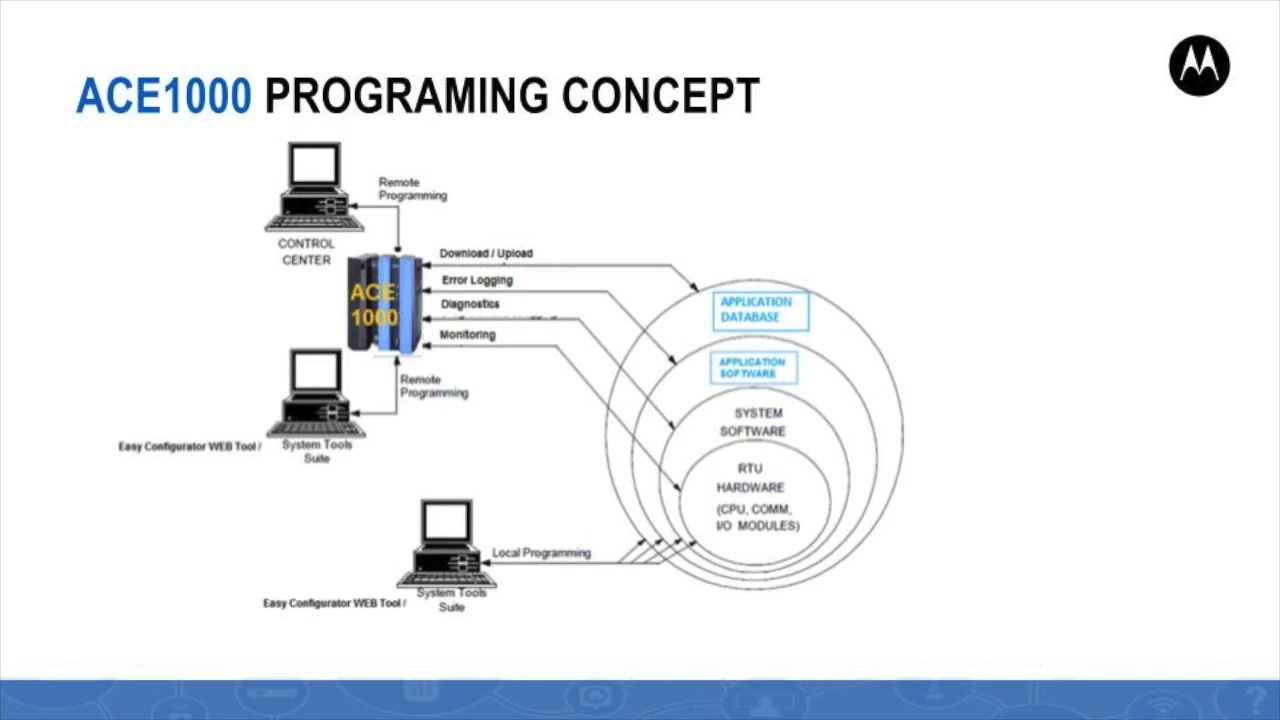 ACE1000 PROGRAMING CONCEPT
Remote
Programming
CONTROL
CENTER
Download / Upload
Error Logging
Diagnostics
Monitoring
ACE
1000
APPLICATION
DATABASE
APPLICATION
SOFTWARE
SYSTEM
SOFTWARE
RTU
HARDWARE
(CPU, COMM,
I/O MODULES)
Remote
Programming
Easy Configurator WEB Tool /
System Tools
Suite
Local Programming
Easy Configurator WEB Tool /
System Tools
Suite
?